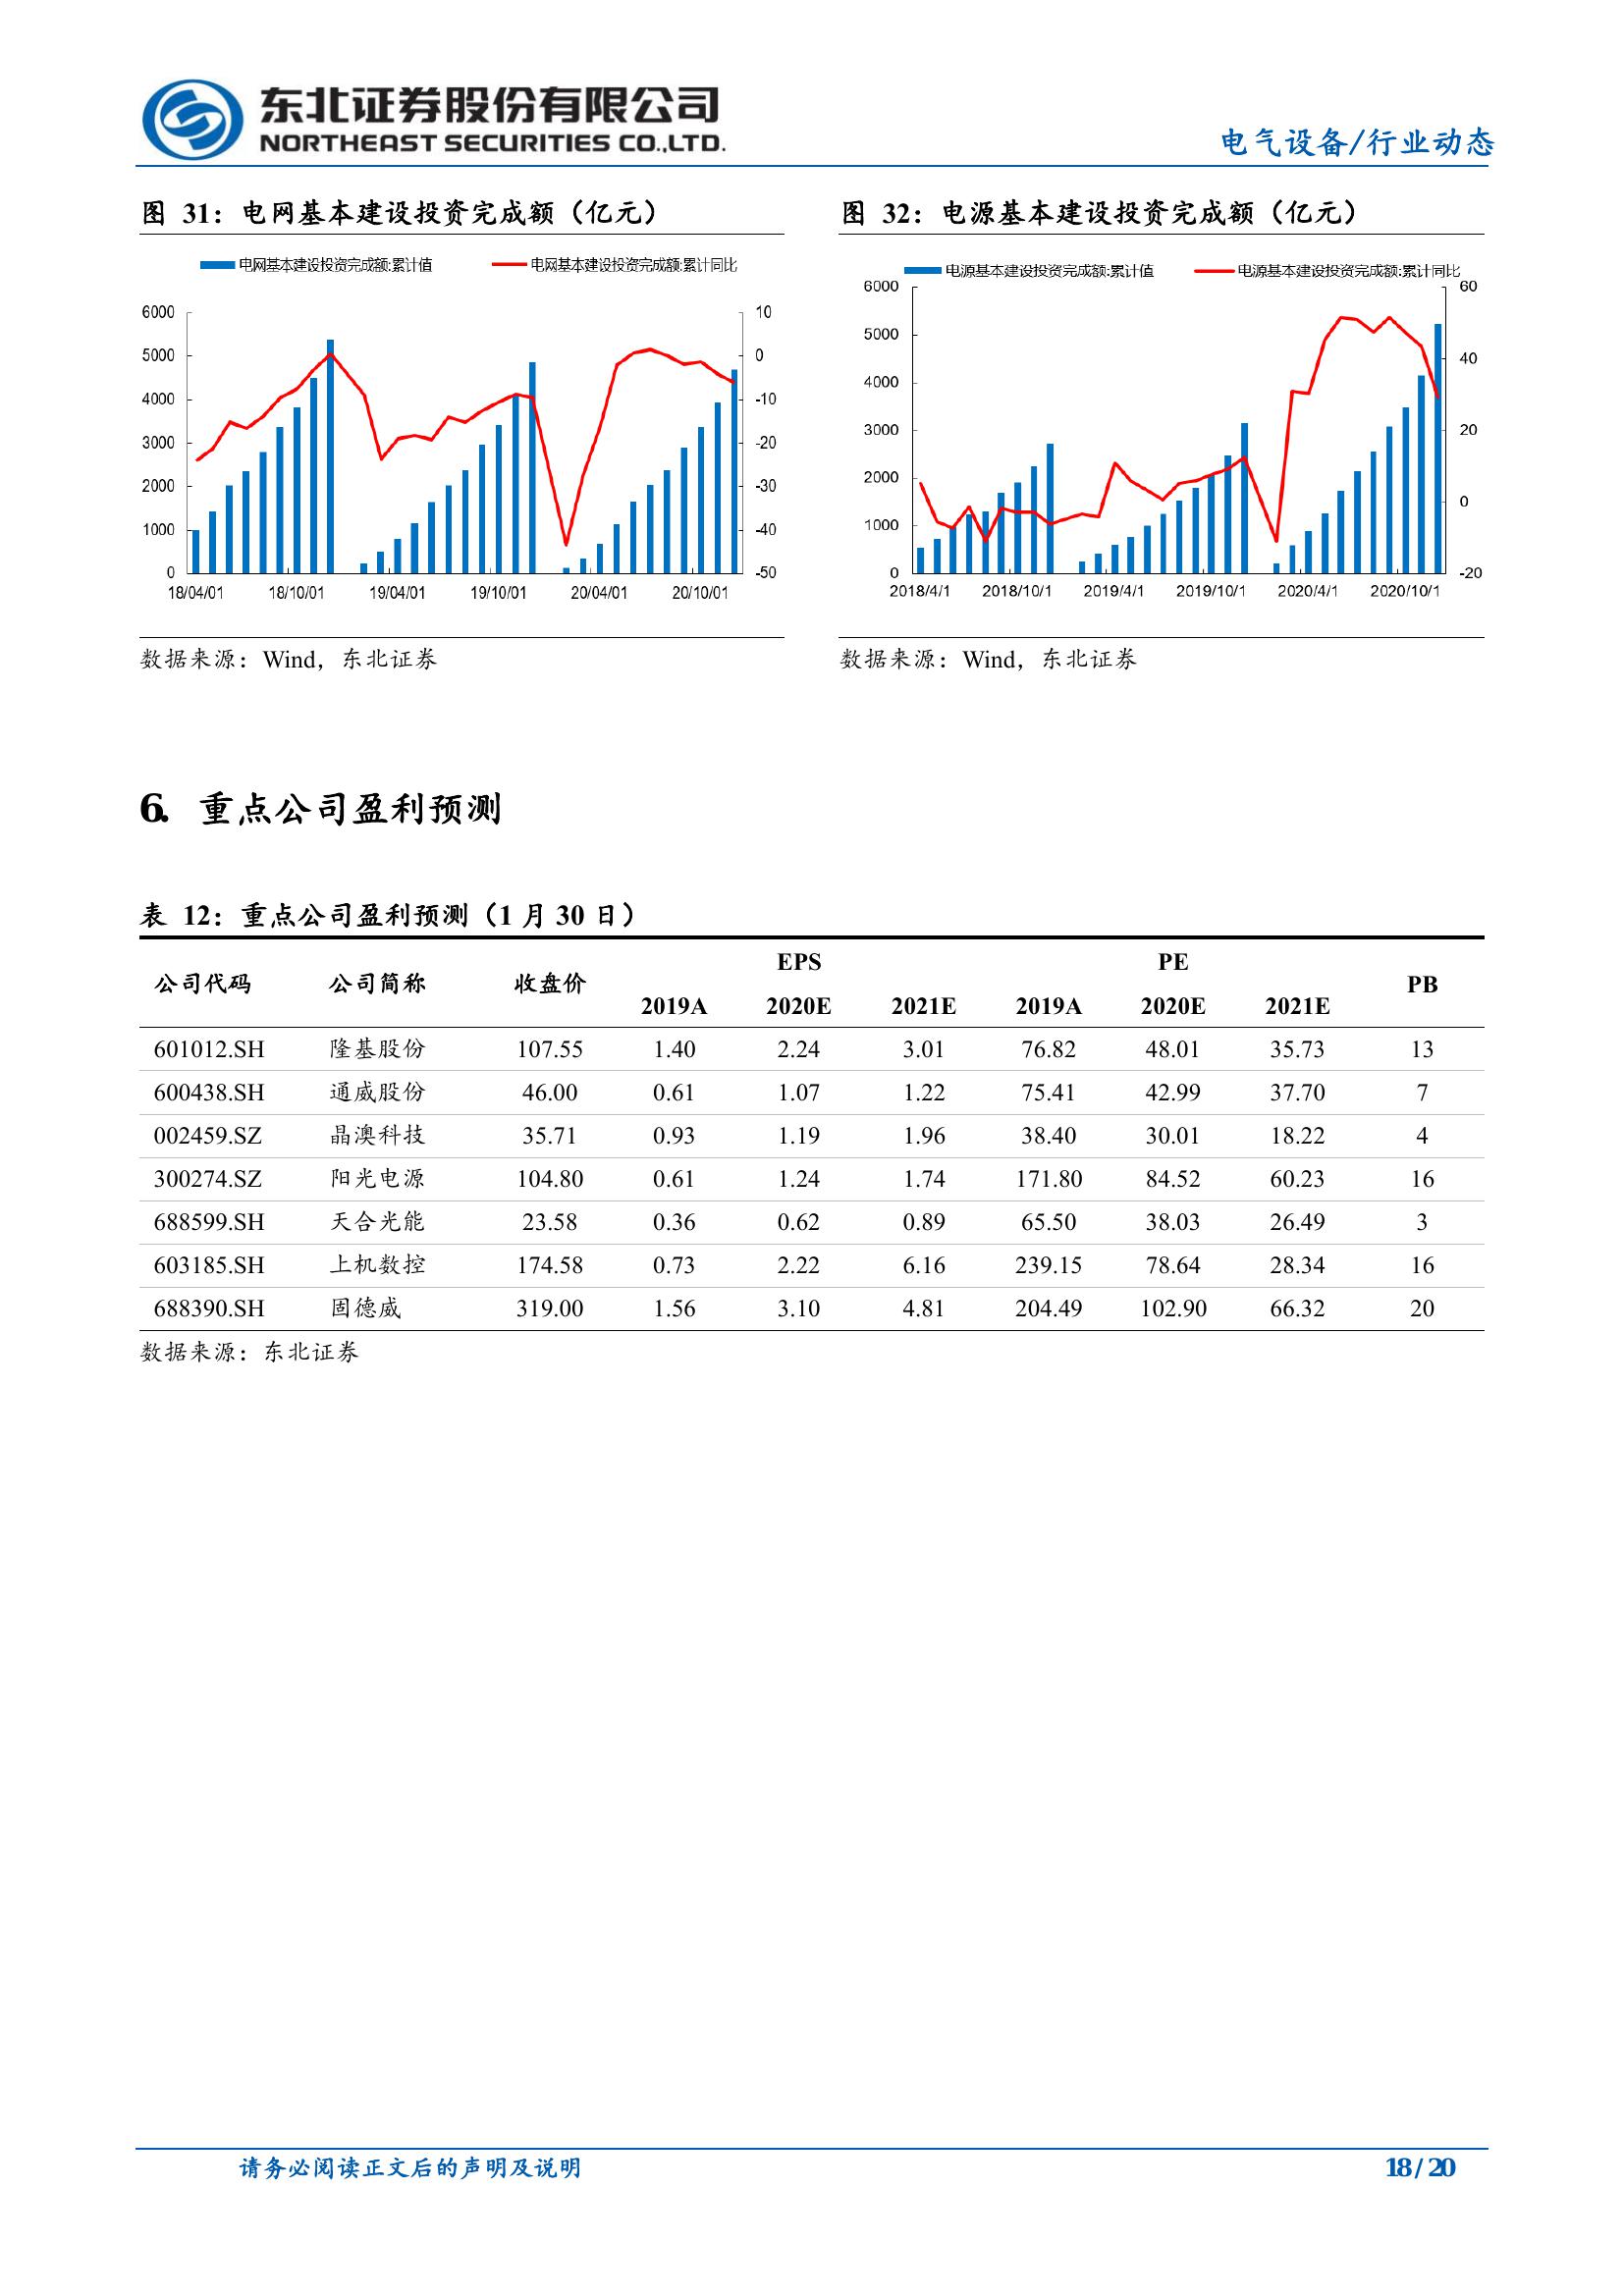 东北证券股份有限公司
NORTHEAST SECURITIES CO.,LTD.
电气设备/行业动态
图 31：电网基本建设投资完成额（亿元）
电网基本建设投资完成额:累计值 电网基本建设投资完成额:累计同比
6000 10
5000 0
4000 -10
3000 -20
2000 -30
1000 -40
0 -50
18/04/01 18/10/01 19/04/01 19/10/01 20/04/01 20/10/01
数据来源：Wind，东北证券
图 32：电源基本建设投资完成额（亿元）
电源基本建设投资完成额:累计值 电源基本建设投资完成额:累计同比
6000 60
5000
4000 40
3000 20
2000
1000 0
0 -20
2018/4/1 2018/10/1 2019/4/1 2019/10/1 2020/4/1 2020/10/1
数据来源：Wind，东北证券
6. 重点公司盈利预测
表 12：重点公司盈利预测（1 月 30 日）
公司代码 公司简称 收盘价 EPS PE PB
2019A 2020E 2021E 2019A 2020E 2021E
601012.SH 隆基股份 107.55 1.40 2.24 3.01 76.82 48.01 35.73 13
600438.SH 通威股份 46.00 0.61 1.07 1.22 75.41 42.99 37.70 7
002459.SZ 晶澳科技 35.71 0.93 1.19 1.96 38.40 30.01 18.22 4
300274.SZ 阳光电源 104.80 0.61 1.24 1.74 171.80 84.52 60.23 16
688599.SH 天合光能 23.58 0.36 0.62 0.89 65.50 38.03 26.49 3
603185.SH 上机数控 174.58 0.73 2.22 6.16 239.15 78.64 28.34 16
688390.SH 固德威 319.00 1.56 3.10 4.81 204.49 102.90 66.32 20
数据来源：东北证券
请务必阅读正文后的声明及说明 18 / 20